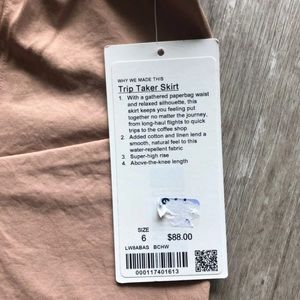 WHY WE MADE THIS
Trip Taker Skirt
1. With a gathered paperbag waist
and relaxed silhouette, this
skirt keeps you feeling put
together no matter the journey,
from long-haul flights to quick
trips to the coffee shop
2. Added cotton and linen lend a
smooth, natural feel to this
water-repellent fabric
3. Super-high rise
4. Above-the-knee length
SIZE
6 $88.00
LW8ABAS BCHW
000117401613